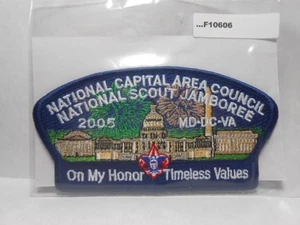 ...F10606
NATIONAL CAPITAL AREA COUNCIL
NATIONAL SCOUT JAMBOREE
2005 MD-DC-VA
On My Honor Timeless Values